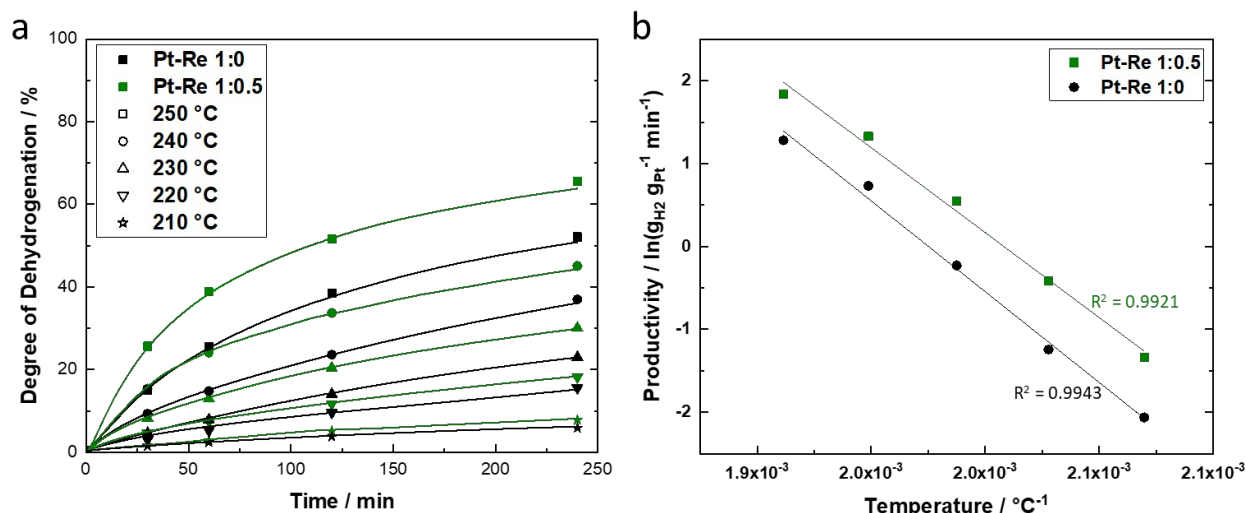 a
Degree of Dehydrogenation / %
100
80
60
40
20
0
Pt-Re 1:0
Pt-Re 1:0.5
250 °C
240 °C
230 °C
220 °C
210 °C
0 50 100 150 200 250
Time / min
b
Productivity / ln(g_H2 g_Pt^-1 min^-1)
2
1
0
-1
-2
Pt-Re 1:0.5
Pt-Re 1:0
R² = 0.9921
R² = 0.9943
1.9x10⁻³ 2.0x10⁻³ 2.0x10⁻³ 2.1x10⁻³ 2.1x10⁻³
Temperature / °C⁻¹